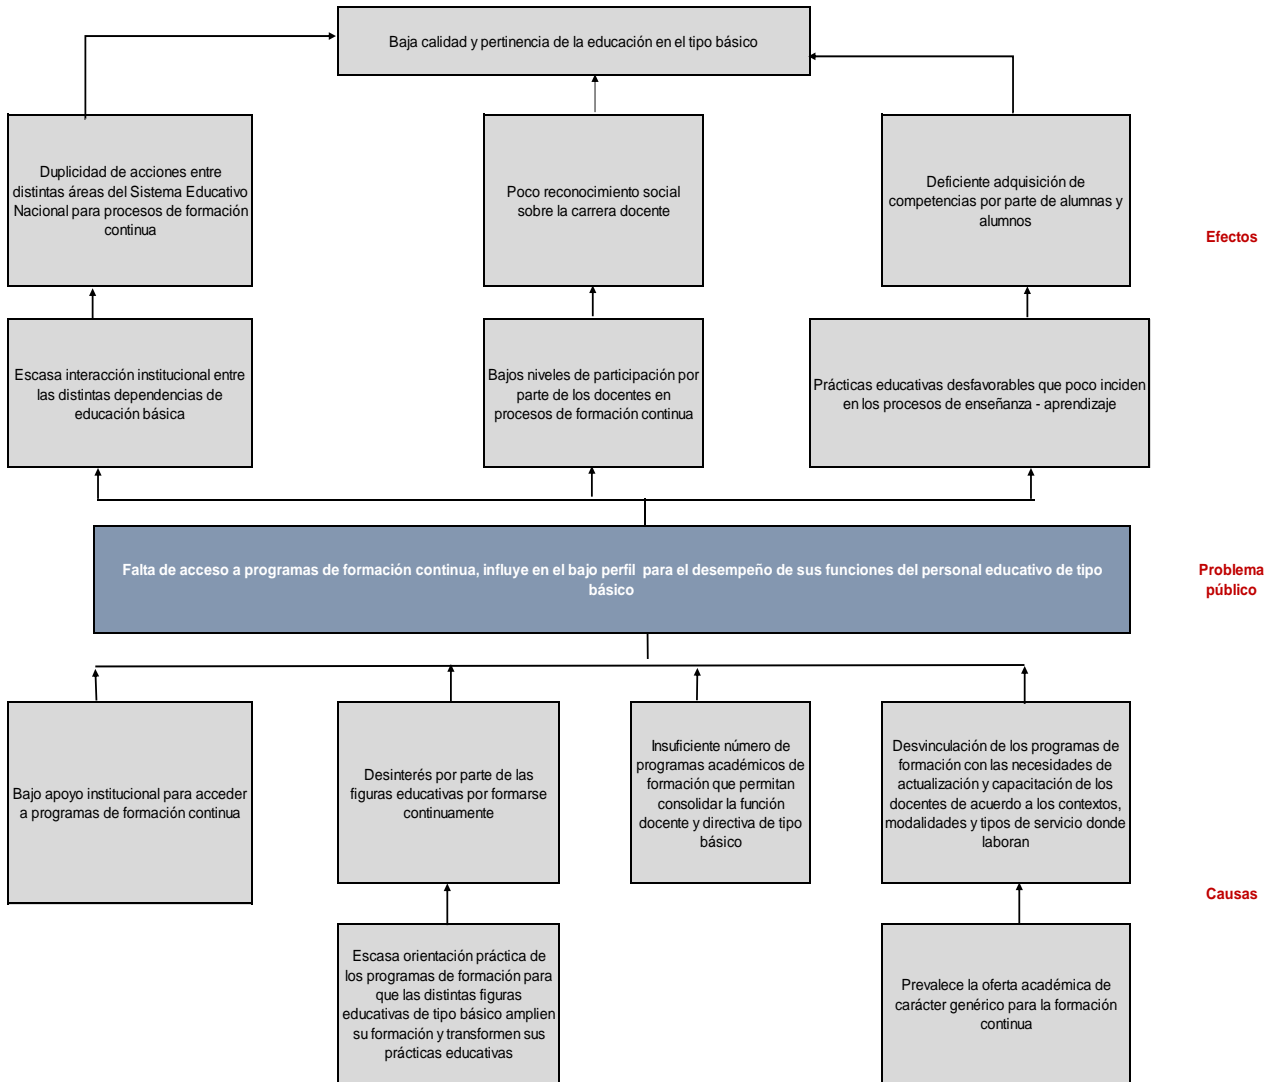 Baja calidad y pertinencia de la educación en el tipo básico
Duplicidad de acciones entre
distintas áreas del Sistema Educativo
Nacional para procesos de formación
continua
Poco reconocimiento social
sobre la carrera docente
Deficiente adquisición de
competencias por parte de alumnas y
alumnos
Efectos
Escasa interacción institucional entre
las distintas dependencias de
educación básica
Bajos niveles de participación por
parte de los docentes en
procesos de formación continua
Prácticas educativas desfavorables que poco inciden
en los procesos de enseñanza - aprendizaje
Falta de acceso a programas de formación continua, influye en el bajo perfil para el desempeño de sus funciones del personal educativo de tipo
básico
Problema
público
Bajo apoyo institucional para acceder
a programas de formación continua
Desinterés por parte de las
figuras educativas por formarse
continuamente
Insuficiente número de
programas académicos de
formación que permitan
consolidar la función
docente y directiva de tipo
básico
Desvinculación de los programas de
formación con las necesidades de
actualización y capacitación de los
docentes de acuerdo a los contextos,
modalidades y tipos de servicio donde
laboran
Causas
Escasa orientación práctica de
los programas de formación para
que las distintas figuras
educativas de tipo básico amplien
su formación y transformen sus
prácticas educativas
Prevalece la oferta académica de
carácter genérico para la formación
continua